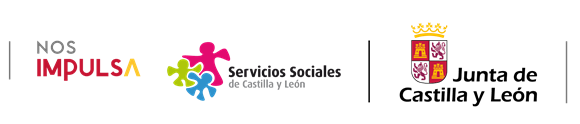 NOS
IMPULSA
Servicios Sociales
de Castilla y León
Junta de
Castilla y León